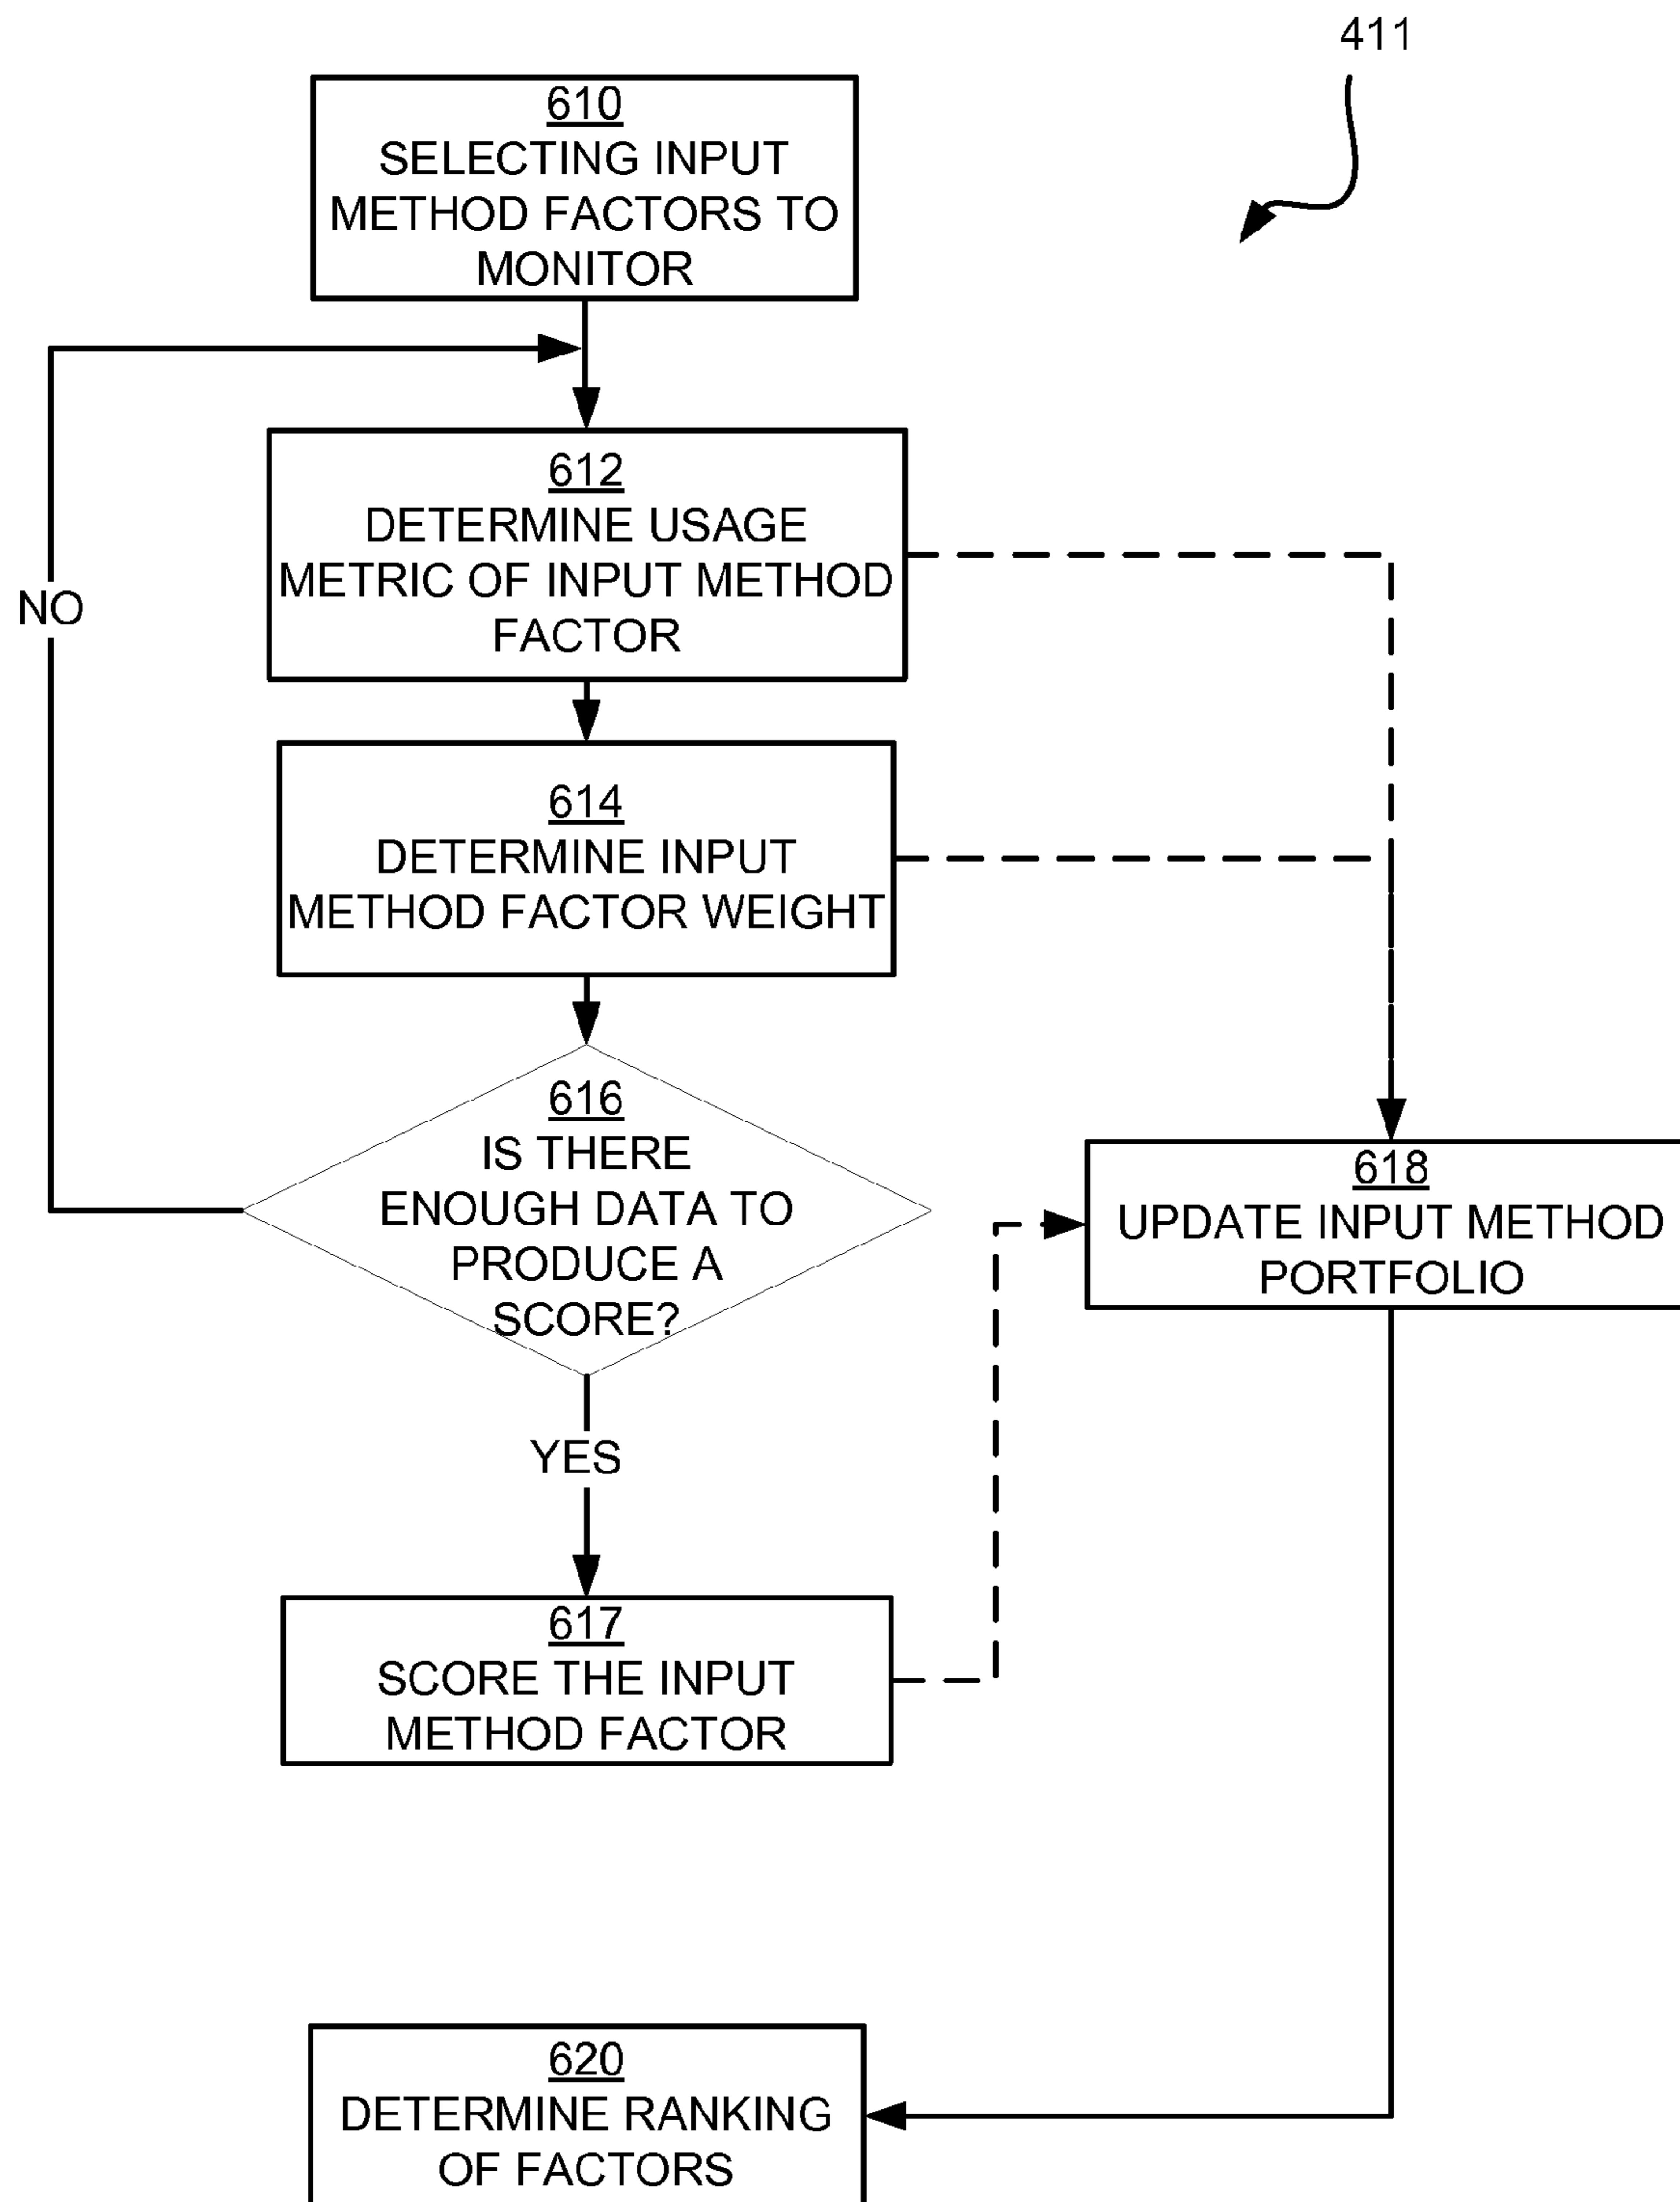 411
610
SELECTING INPUT
METHOD FACTORS TO
MONITOR
612
DETERMINE USAGE
METRIC OF INPUT METHOD
FACTOR
NO
614
DETERMINE INPUT
METHOD FACTOR WEIGHT
616
IS THERE
ENOUGH DATA TO
PRODUCE A
SCORE?
618
UPDATE INPUT METHOD
PORTFOLIO
YES
617
SCORE THE INPUT
METHOD FACTOR
620
DETERMINE RANKING
OF FACTORS